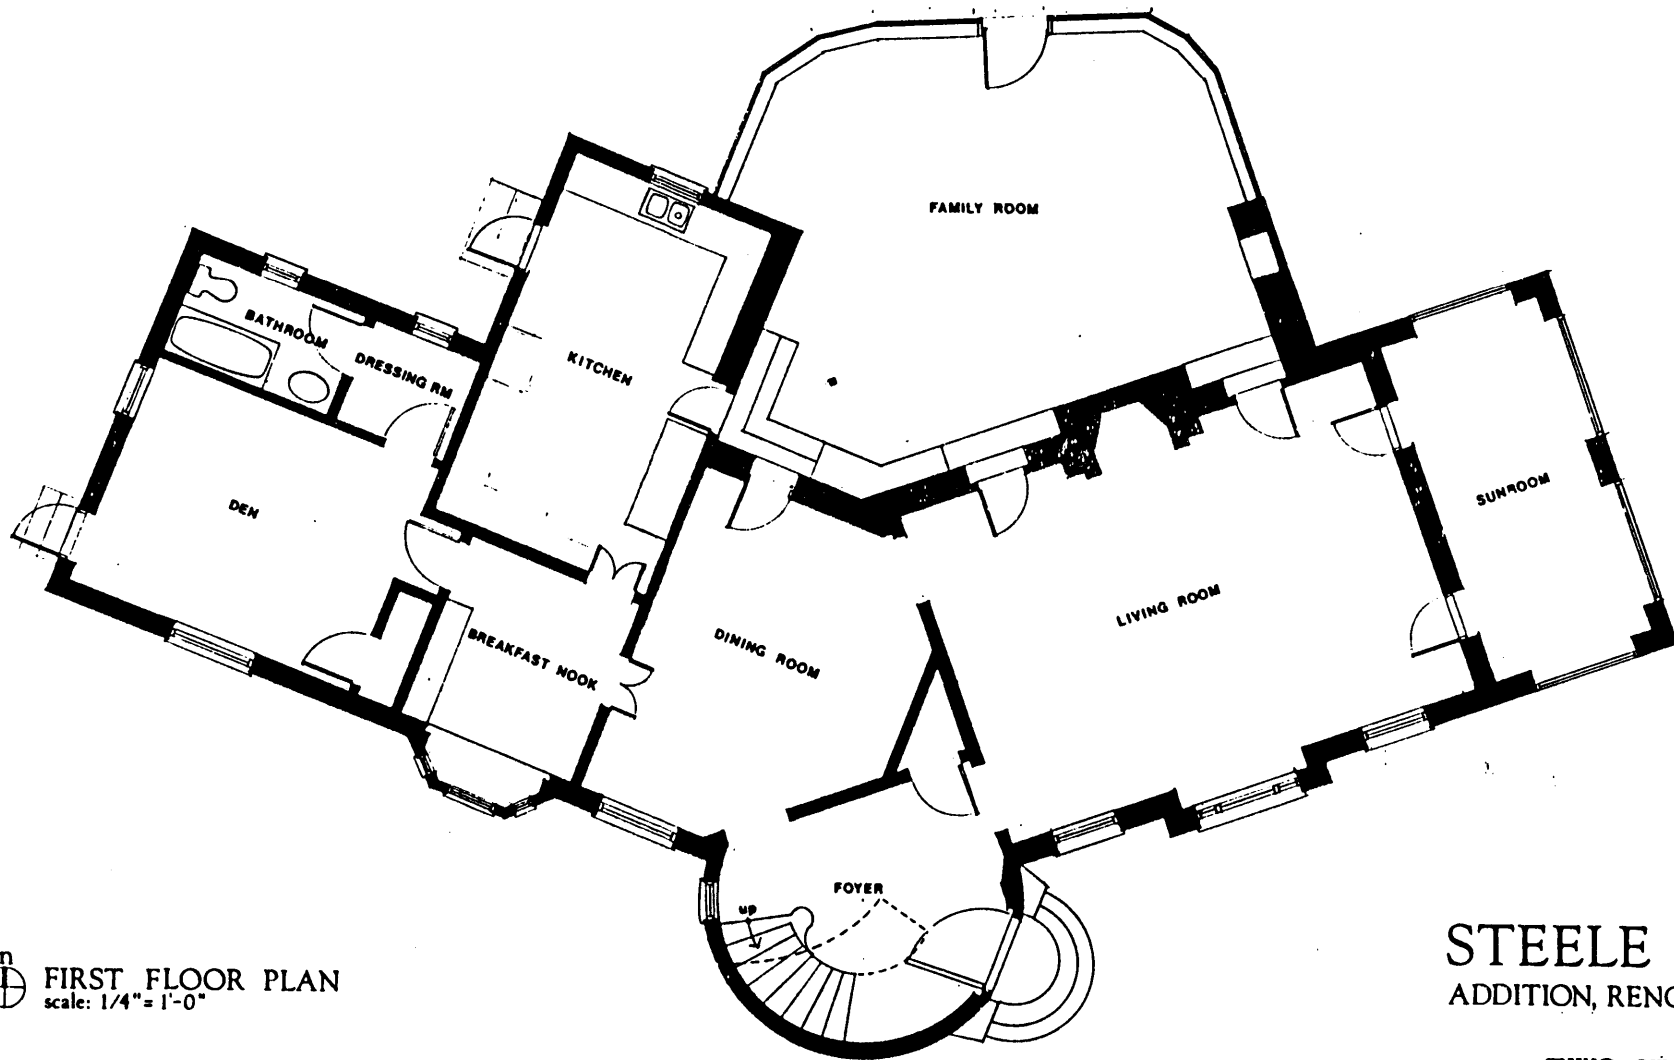 FAMILY ROOM
BATHROOM
DRESSING RM
KITCHEN
DEN
SUNROOM
LIVING ROOM
DINING ROOM
BREAKFAST NOOK
FOYER
up
n
FIRST FLOOR PLAN
scale: 1/4" = 1'-0"
STEELE
ADDITION, RENO